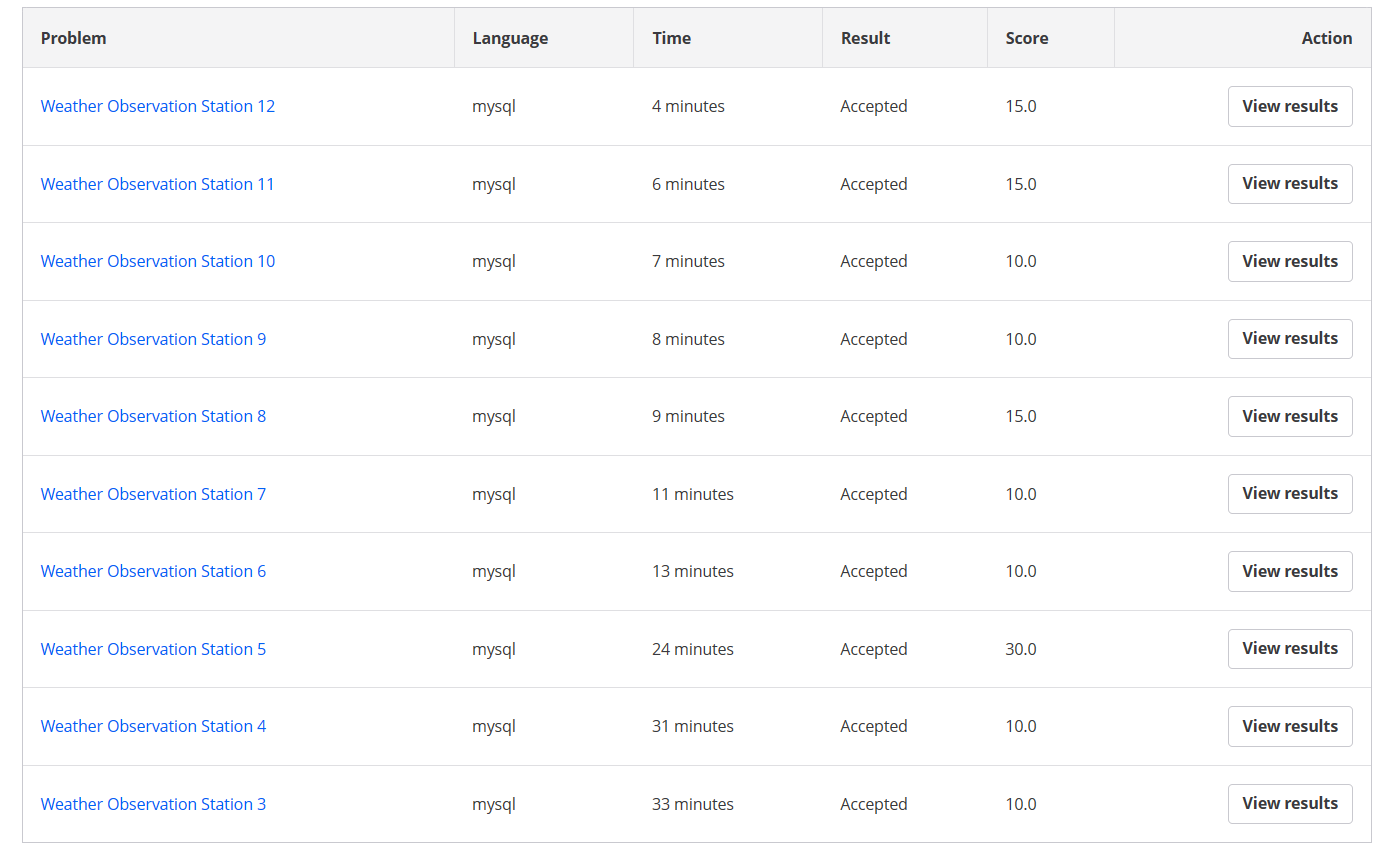 Problem Language Time Result Score Action
Weather Observation Station 12 mysql 4 minutes Accepted 15.0 View results
Weather Observation Station 11 mysql 6 minutes Accepted 15.0 View results
Weather Observation Station 10 mysql 7 minutes Accepted 10.0 View results
Weather Observation Station 9 mysql 8 minutes Accepted 10.0 View results
Weather Observation Station 8 mysql 9 minutes Accepted 15.0 View results
Weather Observation Station 7 mysql 11 minutes Accepted 10.0 View results
Weather Observation Station 6 mysql 13 minutes Accepted 10.0 View results
Weather Observation Station 5 mysql 24 minutes Accepted 30.0 View results
Weather Observation Station 4 mysql 31 minutes Accepted 10.0 View results
Weather Observation Station 3 mysql 33 minutes Accepted 10.0 View results